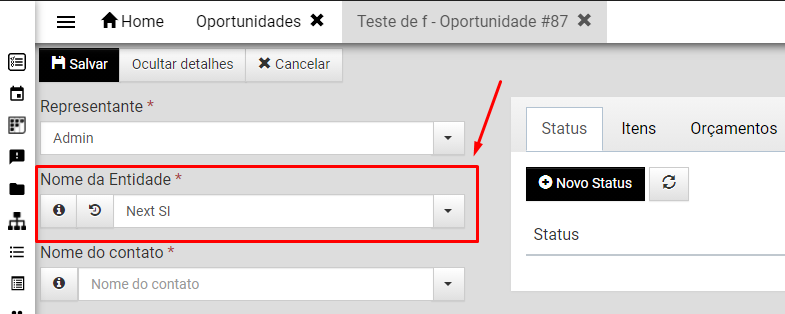 Home Oportunidades Teste de f - Oportunidade #87
Salvar Ocultar detalhes Cancelar
Representante *
Admin
Nome da Entidade *
Next SI
Nome do contato *
Nome do contato
Status Itens Orçamentos
Novo Status
Status